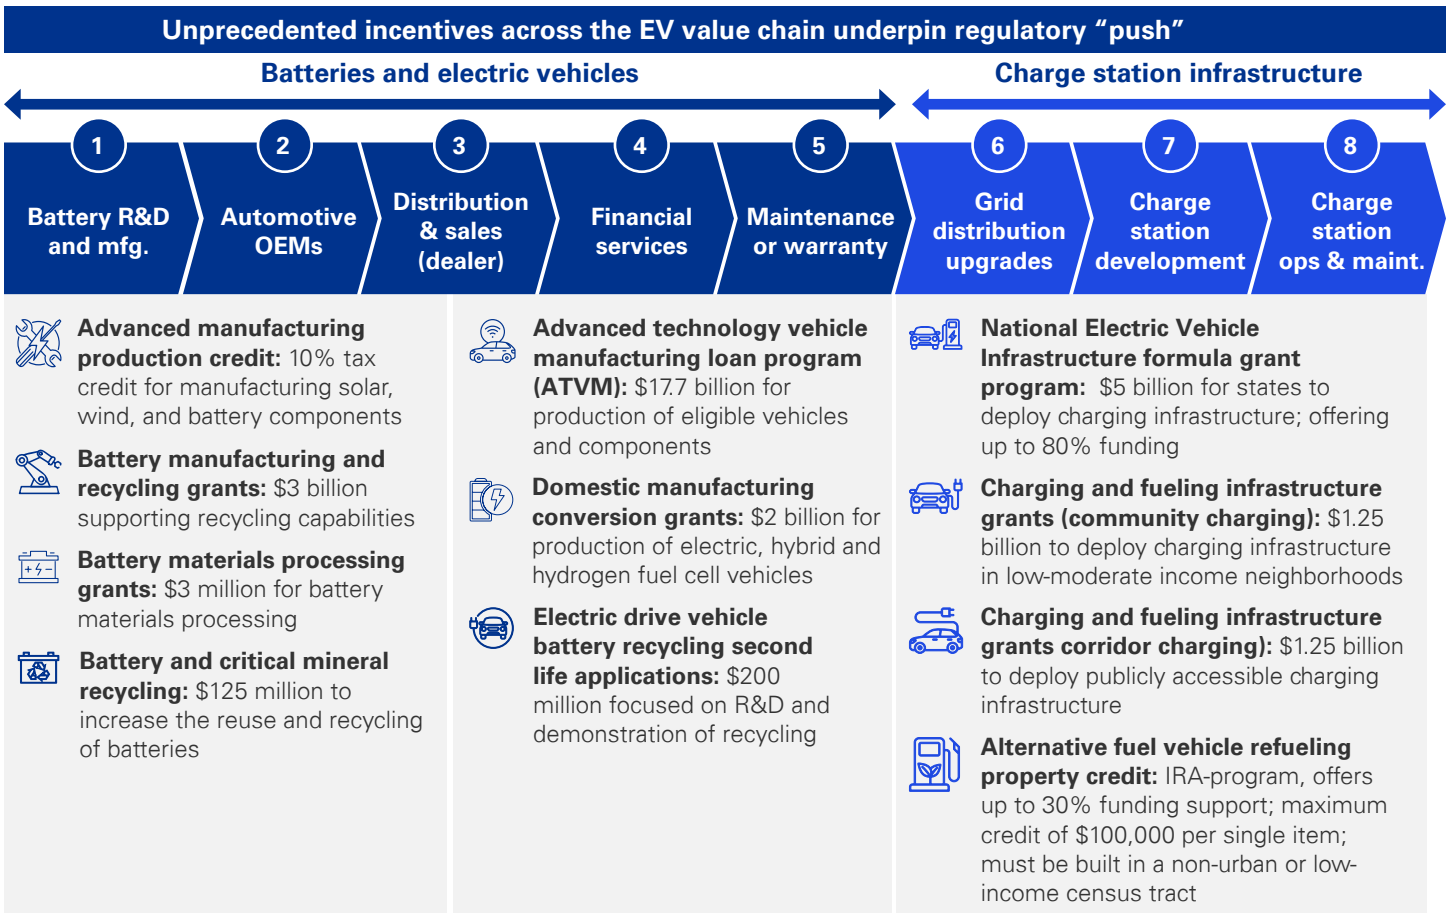 Unprecedented incentives across the EV value chain underpin regulatory “push”
Batteries and electric vehicles
Charge station infrastructure
1
Battery R&D
and mfg.
2
Automotive
OEMs
3
Distribution
& sales
(dealer)
4
Financial
services
5
Maintenance
or warranty
6
Grid
distribution
upgrades
7
Charge
station
development
8
Charge
station
ops & maint.
Advanced manufacturing
production credit: 10% tax
credit for manufacturing solar,
wind, and battery components
Battery manufacturing and
recycling grants: $3 billion
supporting recycling capabilities
Battery materials processing
grants: $3 million for battery
materials processing
Battery and critical mineral
recycling: $125 million to
increase the reuse and recycling
of batteries
Advanced technology vehicle
manufacturing loan program
(ATVM): $17.7 billion for
production of eligible vehicles
and components
Domestic manufacturing
conversion grants: $2 billion for
production of electric, hybrid and
hydrogen fuel cell vehicles
Electric drive vehicle
battery recycling second
life applications: $200
million focused on R&D and
demonstration of recycling
National Electric Vehicle
Infrastructure formula grant
program: $5 billion for states to
deploy charging infrastructure; offering
up to 80% funding
Charging and fueling infrastructure
grants (community charging): $1.25
billion to deploy charging infrastructure
in low-moderate income neighborhoods
Charging and fueling infrastructure
grants corridor charging): $1.25 billion
to deploy publicly accessible charging
infrastructure
Alternative fuel vehicle refueling
property credit: IRA-program, offers
up to 30% funding support; maximum
credit of $100,000 per single item;
must be built in a non-urban or low-
income census tract